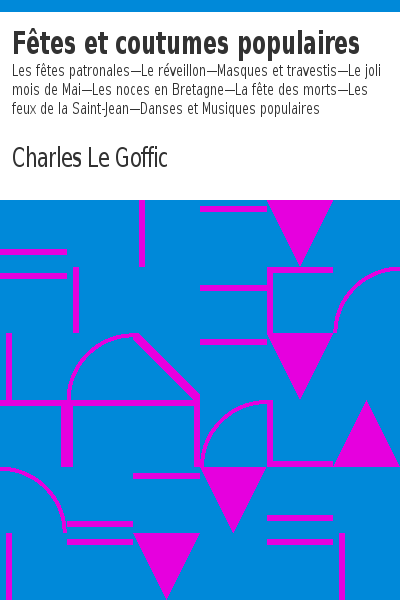 Fêtes et coutumes populaires
Les fêtes patronales—Le réveillon—Masques et travestis—Le joli
mois de Mai—Les noces en Bretagne—La fête des morts—Les
feux de la Saint-Jean—Danses et Musiques populaires
Charles Le Goffic